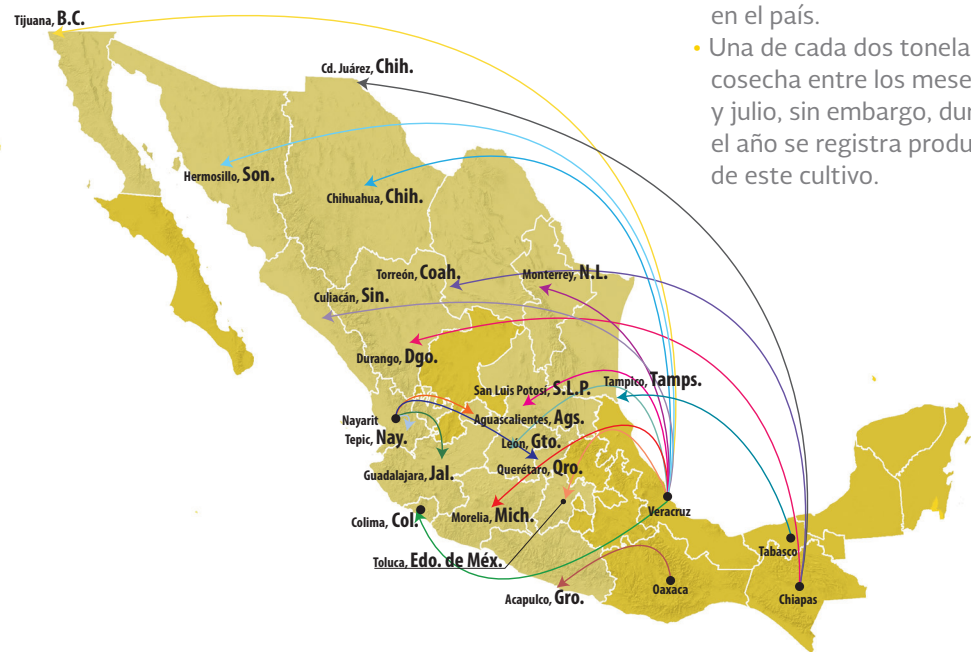 en el país.
• Una de cada dos tonela
cosecha entre los mese
y julio, sin embargo, dur
el año se registra produ
de este cultivo.
Tijuana, B.C.
Cd. Juárez, Chih.
Hermosillo, Son.
Chihuahua, Chih.
Torreón, Coah.
Monterrey, N.L.
Culiacán, Sin.
Durango, Dgo.
San Luis Potosí, S.L.P.
Tampico, Tamps.
Nayarit
Aguascalientes, Ags.
Tepic, Nay.
León, Gto.
Guadalajara, Jal.
Querétaro, Qro.
Colima, Col.
Morelia, Mich.
Veracruz
Toluca, Edo. de Méx.
Tabasco
Acapulco, Gro.
Oaxaca
Chiapas